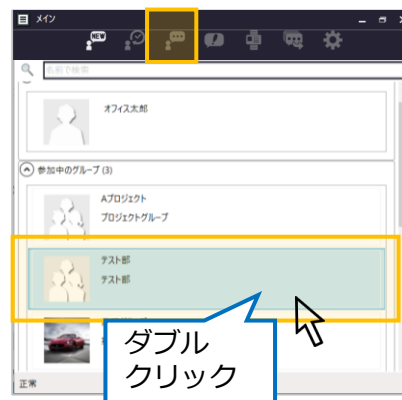 メイン
NEW
名前で検索
オフィス太郎
参加中のグループ (3)
Aプロジェクト
プロジェクトグループ
テスト部
テスト部
ダブル
クリック
正常